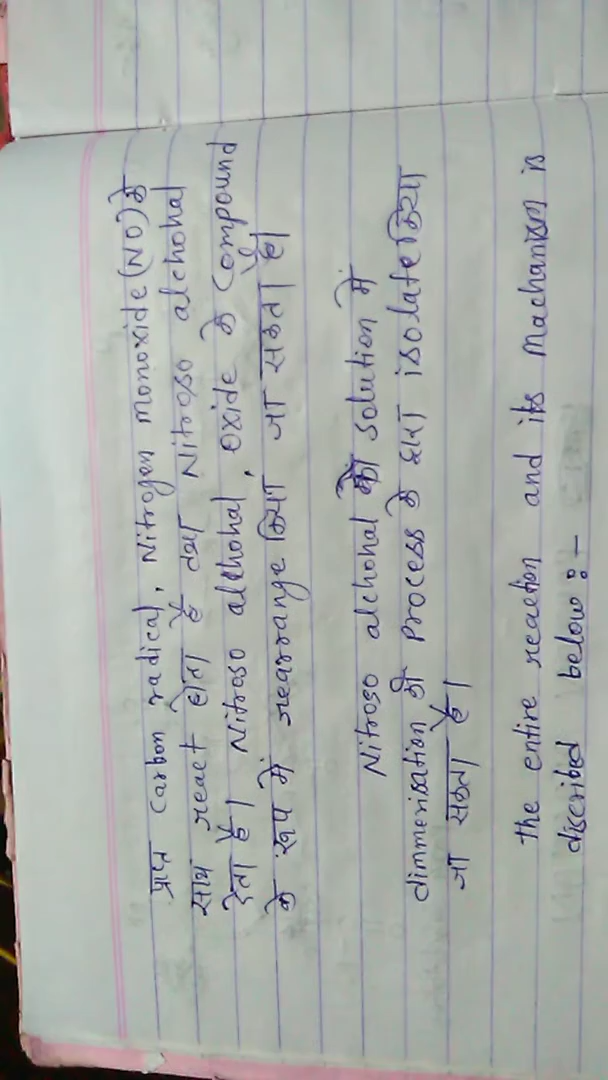 प्राप्त carbon radical, Nitrogen monoxide (NO) के
साथ react होता है तथा Nitroso alchohal
देता है। Nitroso alchohal, oxide के compound
के रूप में rearrange किया जा सकता है।
Nitroso alchohal को solution में
dimmerisation की process के द्वारा isolate किया
जा सकता है।
the entire reaction and its Machanism is
discribed below :-